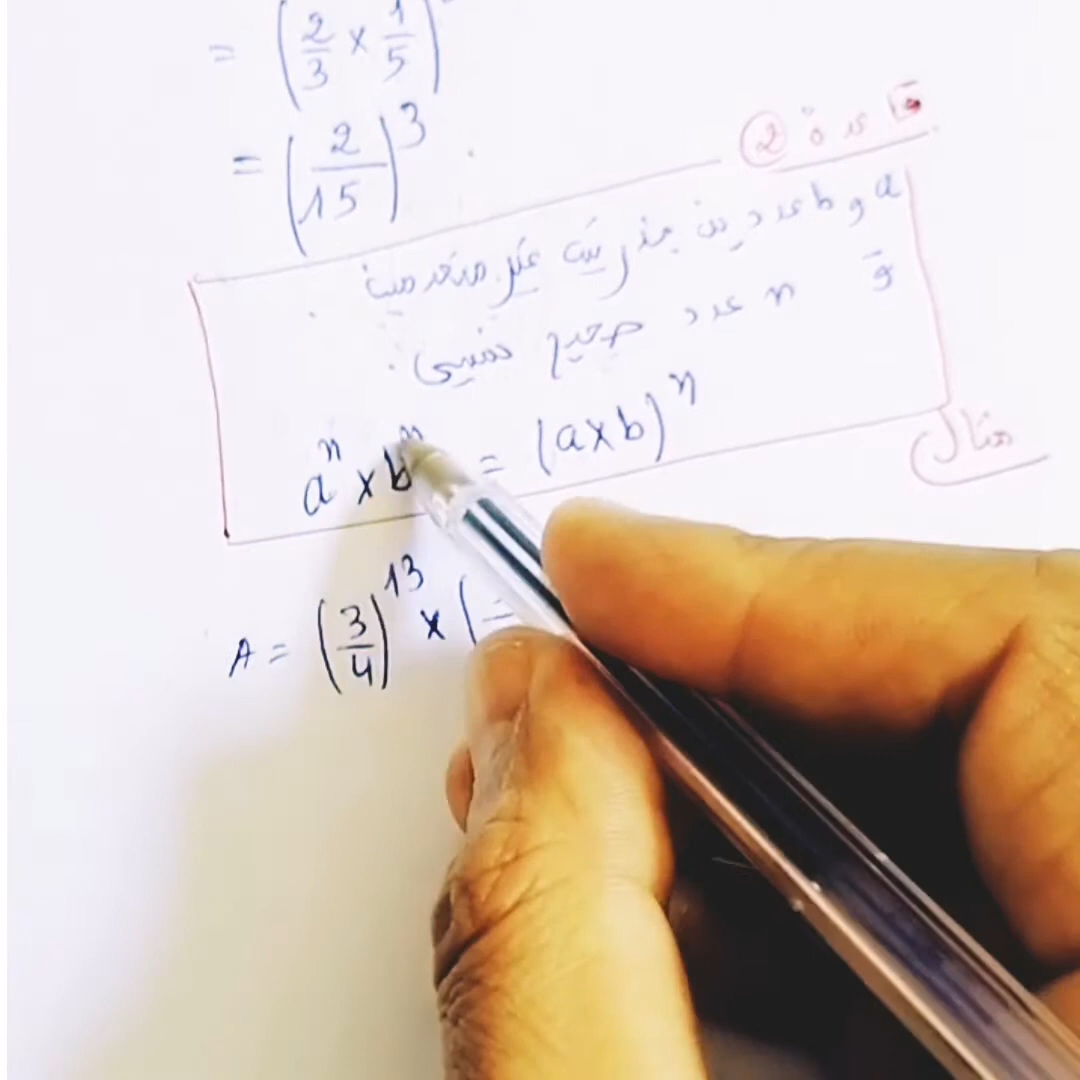 = (2/3 × 1/5)
= (2/15)^3
قاعدة 2
a و b عددين جذريين غير منعدمين
و n عدد صحيح نسبي.
a^n × b^n = (a×b)^n
مثال
A = (3/4)^13 × (